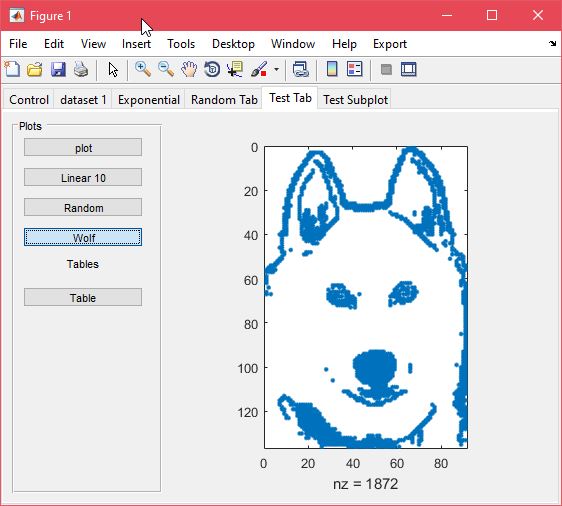 Figure 1
File Edit View Insert Tools Desktop Window Help Export
Control dataset 1 Exponential Random Tab Test Tab Test Subplot
Plots
plot
Linear 10
Random
Wolf
Tables
Table
0
20
40
60
80
100
120
0 20 40 60 80
nz = 1872